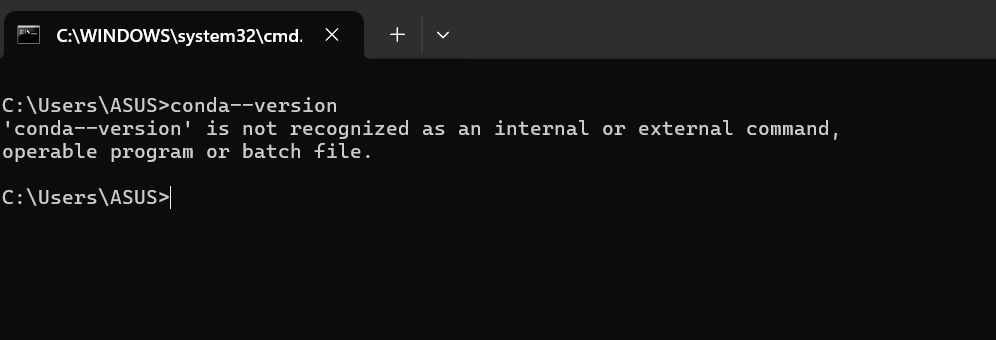 C:\WINDOWS\system32\cmd.
C:\Users\ASUS>conda--version
'conda--version' is not recognized as an internal or external command,
operable program or batch file.
C:\Users\ASUS>